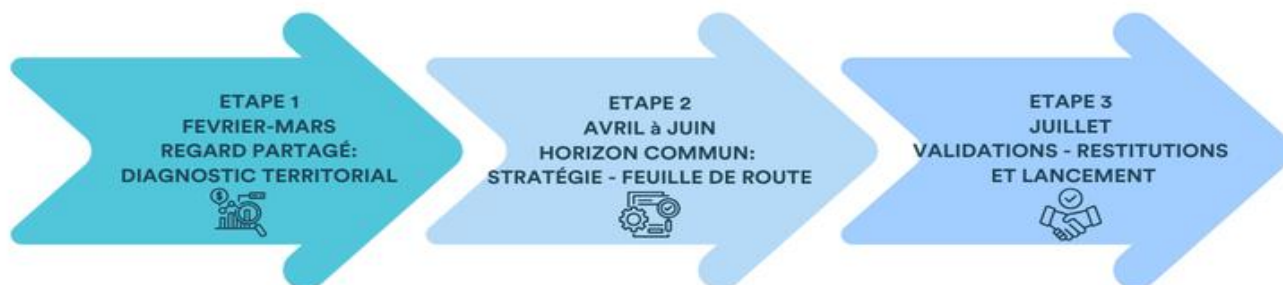 ETAPE 1
FEVRIER-MARS
REGARD PARTAGÉ:
DIAGNOSTIC TERRITORIAL
$
ETAPE 2
AVRIL à JUIN
HORIZON COMMUN:
STRATÉGIE - FEUILLE DE ROUTE
ETAPE 3
JUILLET
VALIDATIONS - RESTITUTIONS
ET LANCEMENT